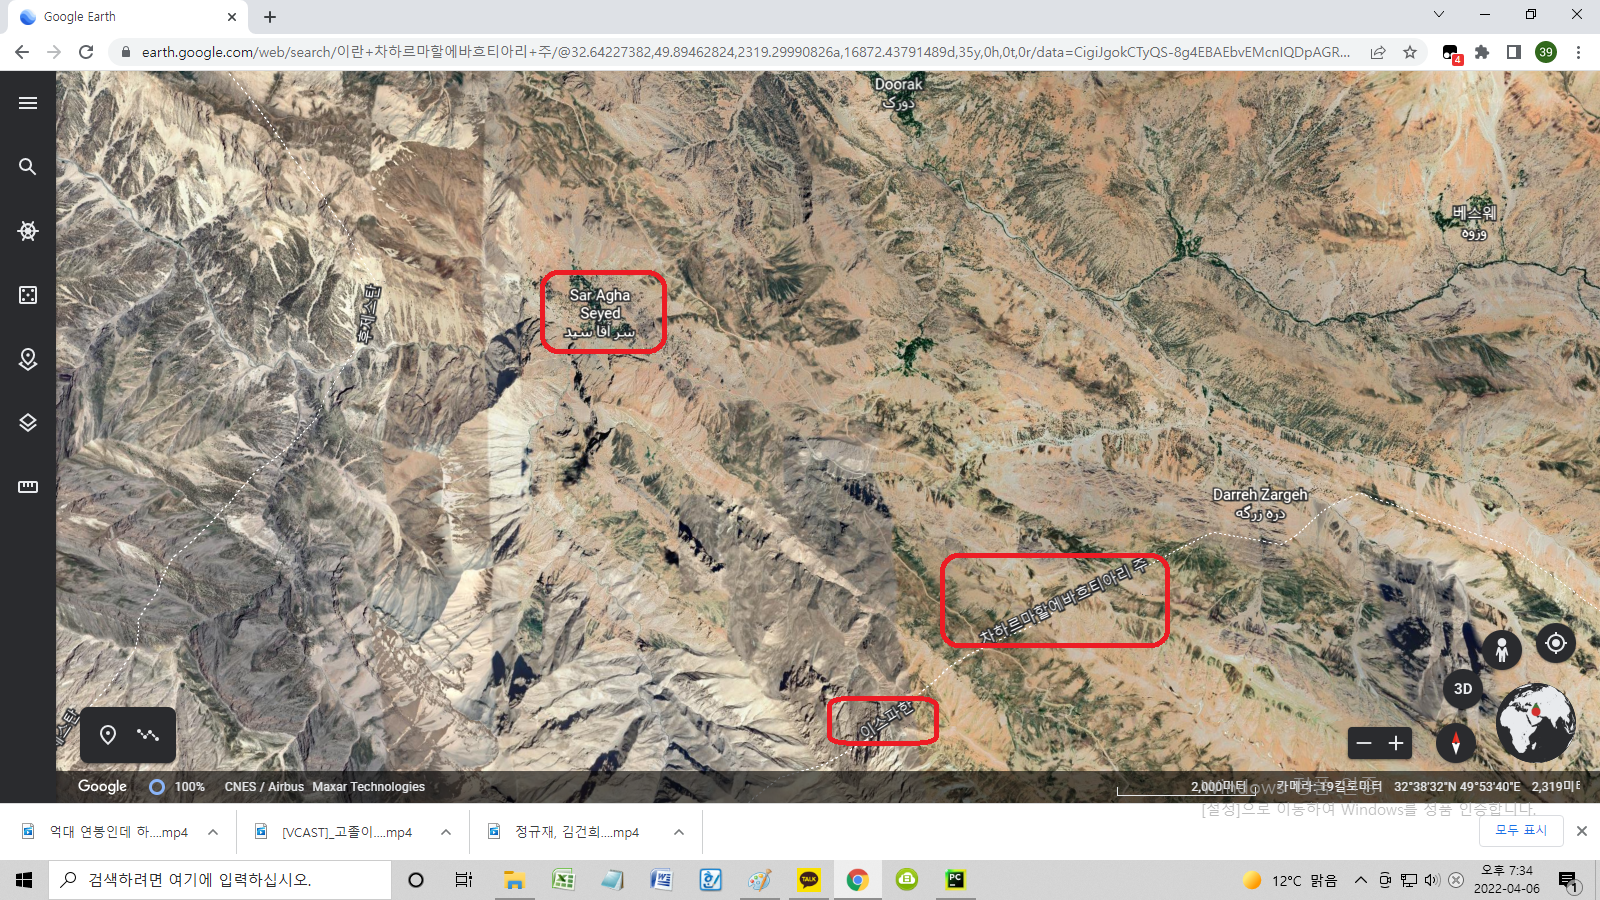 Google Earth
earth.google.com/web/search/이란+차하르마할에바흐티아리+주/@32.64227382,49.89462824,2319.29990826a,16872.43791489d,35y,0h,0t,0r/data=CigiJgokCTyQS-8g4EBAEbvEMcnIQDpAGR...
4
39
Doorak
دورک
베스웨
وروه
Sar Agha
Seyed
سر آقا سید
후제스탄
Darreh Zargeh
دره زرگه
차하르마할에바흐티아리 주
이스파한
3D
Google
100%
CNES / Airbus Maxar Technologies
2,000미터
카메라: 19킬로미터
32°38'32"N 49°53'40"E
2,319미터
Windows 정품 인증
[설정]으로 이동하여 Windows를 정품 인증합니다.
억대 연봉인데 하....mp4
[VCAST]_고졸이....mp4
정규재, 김건희....mp4
모두 표시
검색하려면 여기에 입력하십시오.
TALK
PC
12°C 맑음
오후 7:34
2022-04-06
1